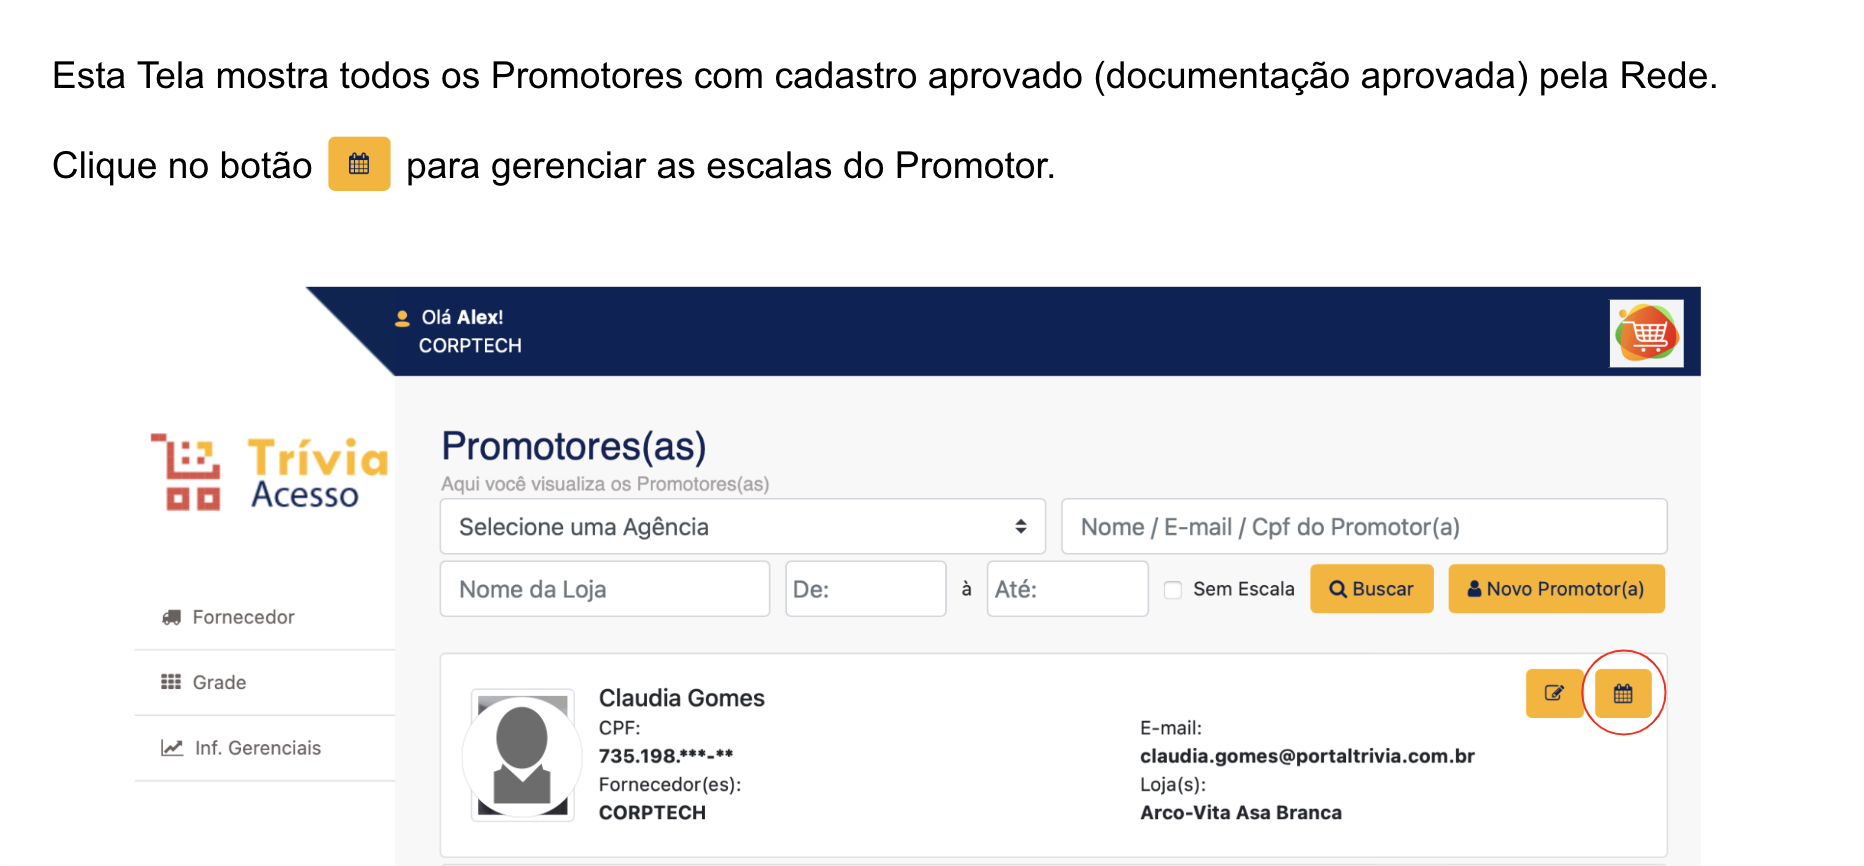 Esta Tela mostra todos os Promotores com cadastro aprovado (documentação aprovada) pela Rede.
Clique no botão para gerenciar as escalas do Promotor.
Olá Alex!
CORPTECH
Trívia
Acesso
Fornecedor
Grade
Inf. Gerenciais
Promotores(as)
Aqui você visualiza os Promotores(as)
Selecione uma Agência
Nome / E-mail / Cpf do Promotor(a)
Nome da Loja
De:
à
Até:
Sem Escala
Buscar
Novo Promotor(a)
Claudia Gomes
CPF:
735.198.***-**
Fornecedor(es):
CORPTECH
E-mail:
claudia.gomes@portaltrivia.com.br
Loja(s):
Arco-Vita Asa Branca